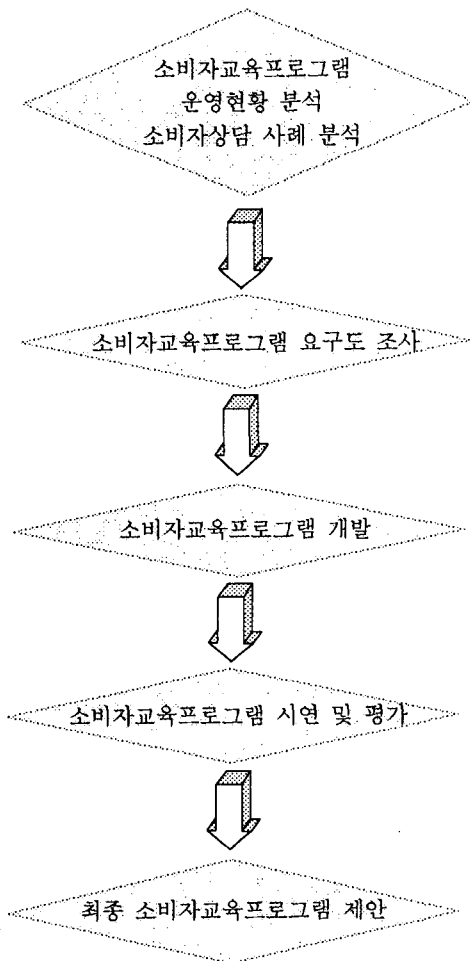 소비자교육프로그램
운영현황 분석
소비자상담 사례 분석
소비자교육프로그램 요구도 조사
소비자교육프로그램 개발
소비자교육프로그램 시연 및 평가
최종 소비자교육프로그램 제안